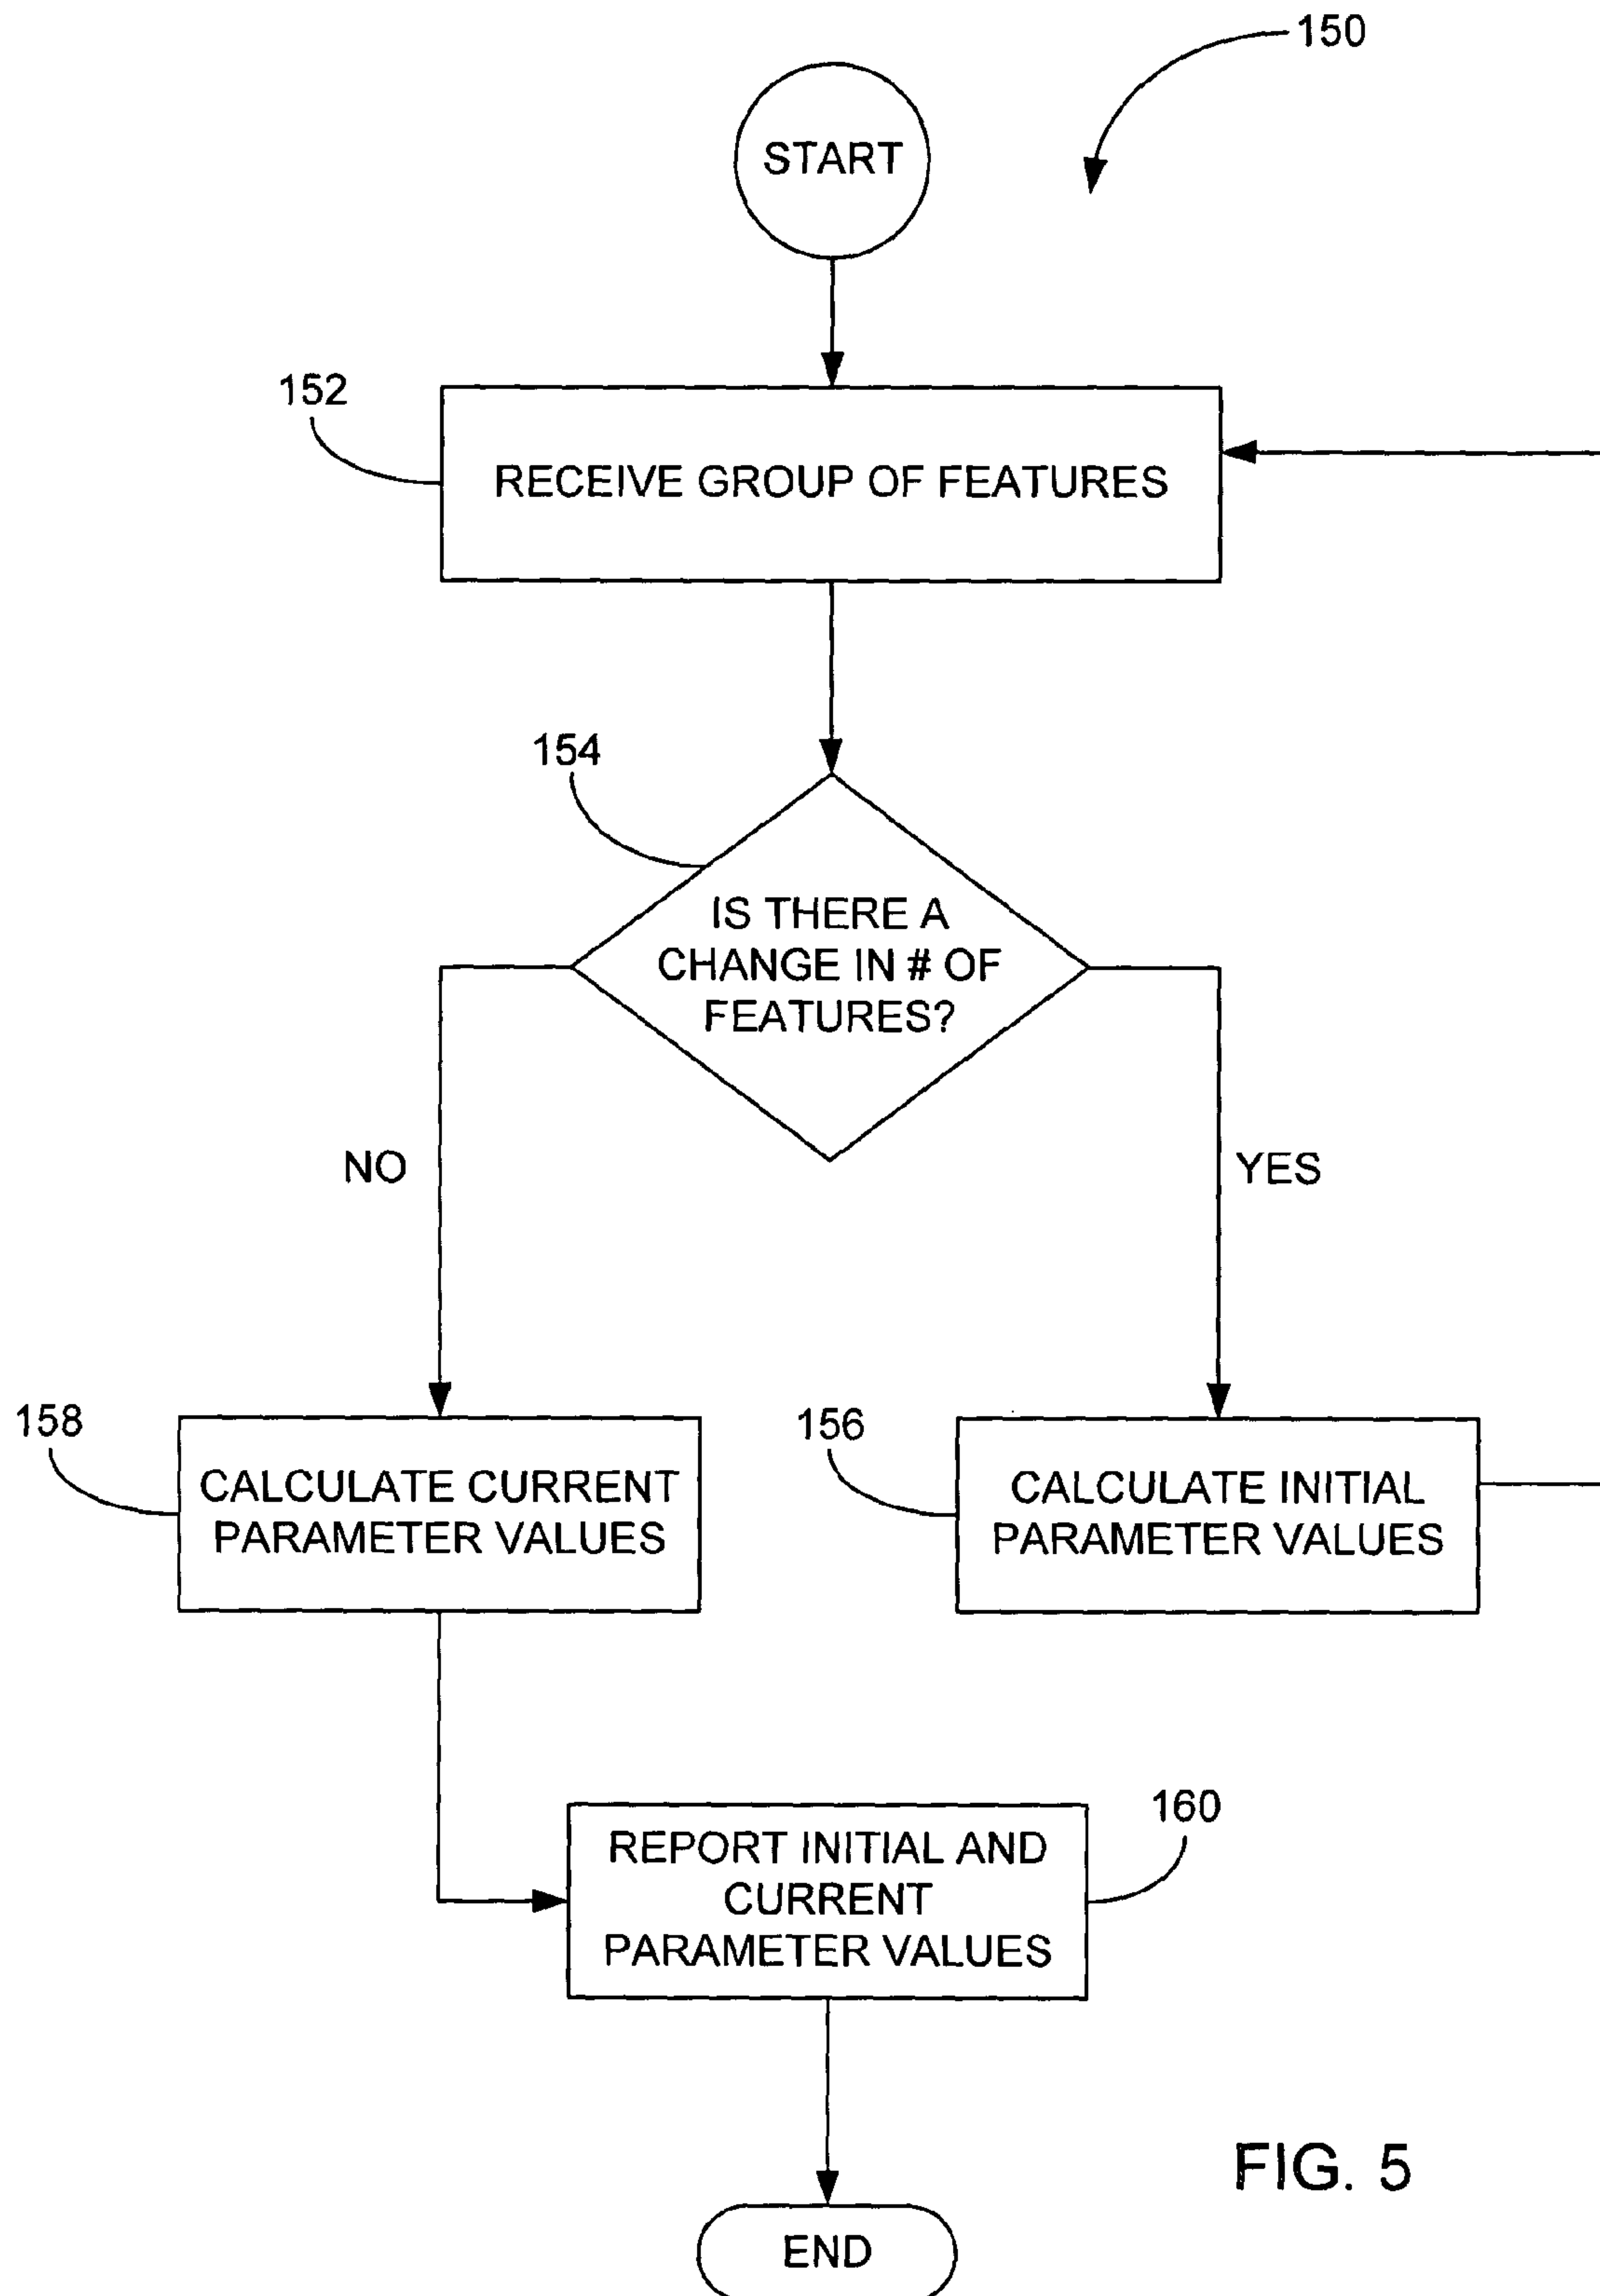 150
START
152
RECEIVE GROUP OF FEATURES
154
IS THERE A
CHANGE IN # OF
FEATURES?
NO
YES
158
CALCULATE CURRENT
PARAMETER VALUES
156
CALCULATE INITIAL
PARAMETER VALUES
160
REPORT INITIAL AND
CURRENT
PARAMETER VALUES
FIG. 5
END